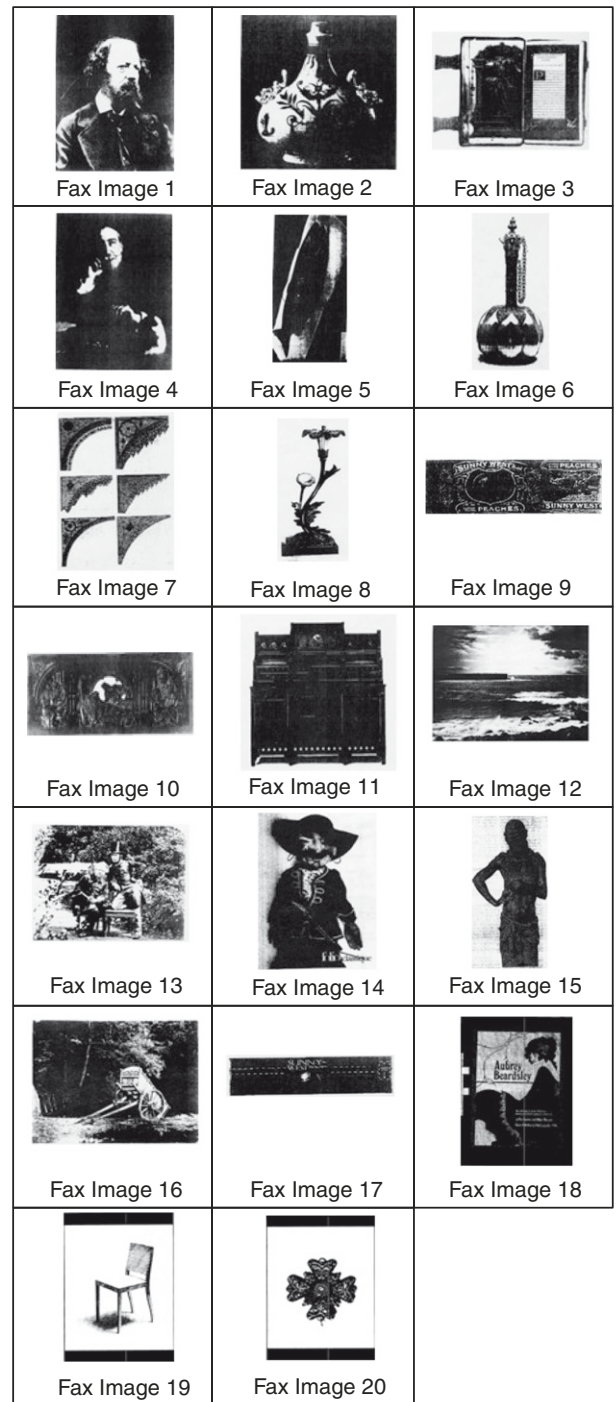 Fax Image 1
Fax Image 2
P
Fax Image 3
Fax Image 4
Fax Image 5
Fax Image 6
Fax Image 7
Fax Image 8
SUNNY WEST
PEACHES
PEACHES
SUNNY WEST
Fax Image 9
Fax Image 10
Fax Image 11
Fax Image 12
Fax Image 13
Fax Image 14
Fax Image 15
Fax Image 16
SUNNY
Fax Image 17
Aubrey
Beardsley
Fax Image 18
Fax Image 19
Fax Image 20